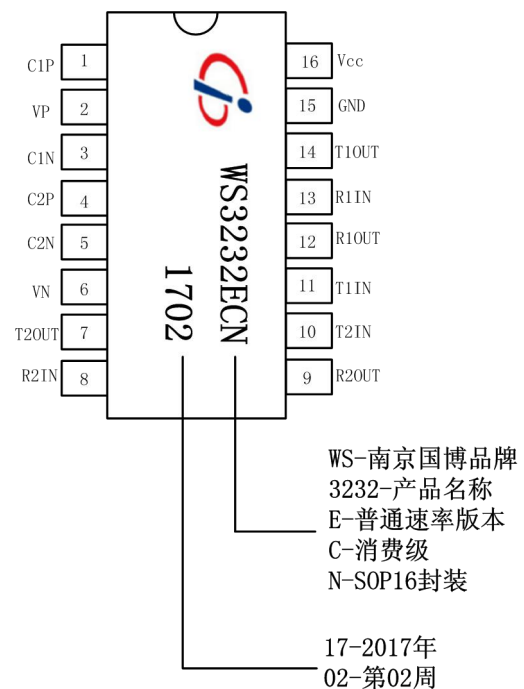 C1P 1 16 Vcc
VP 2 15 GND
C1N 3 14 T1OUT
C2P 4 13 R1IN
C2N 5 12 R1OUT
VN 6 11 T1IN
T2OUT 7 10 T2IN
R2IN 8 9 R2OUT
WS3232ECN
1702
WS-南京国博品牌
3232-产品名称
E-普通速率版本
C-消费级
N-SOP16封装
17-2017年
02-第02周